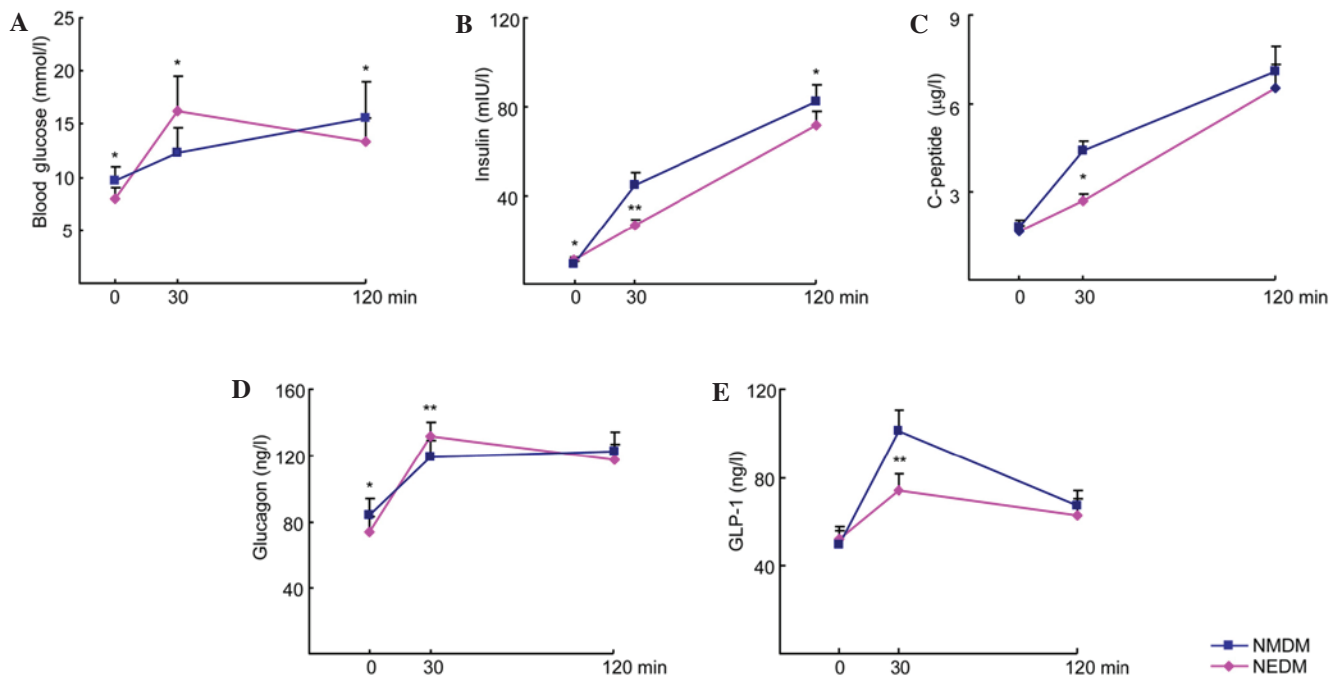 A
Blood glucose (mmol/l)
25
20
15
10
5
*
*
*
0 30 120 min
B
Insulin (mIU/l)
120
80
40
*
**
*
0 30 120 min
C
C-peptide (µg/l)
9
6
3
*
0 30 120 min
D
Glucagon (ng/l)
160
120
80
40
*
**
0 30 120 min
E
GLP-1 (ng/l)
120
80
40
**
0 30 120 min
NMDM
NEDM